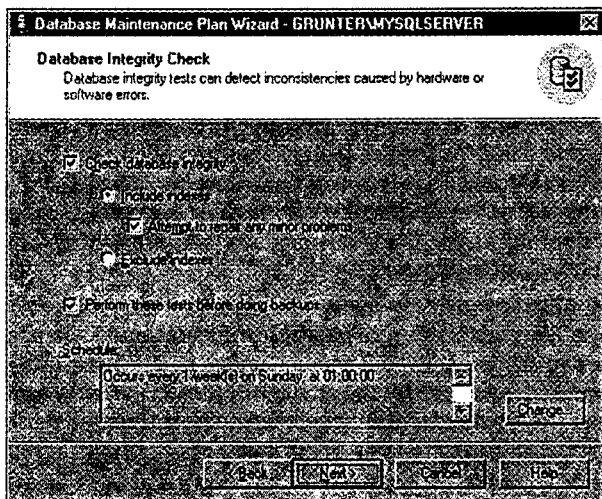 Database Maintenance Plan Wizard - GRUNTER\MYSQLSERVER
Database Integrity Check
Database integrity tests can detect inconsistencies caused by hardware or
software errors.
Check database integrity
Include indexes
Attempt to repair any minor problems
Exclude indexes
Perform these tests before doing backups
Schedule:
Occurs every 1 week(s) on Sunday, at 01:00:00.
Change...
< Back
Next >
Cancel
Help